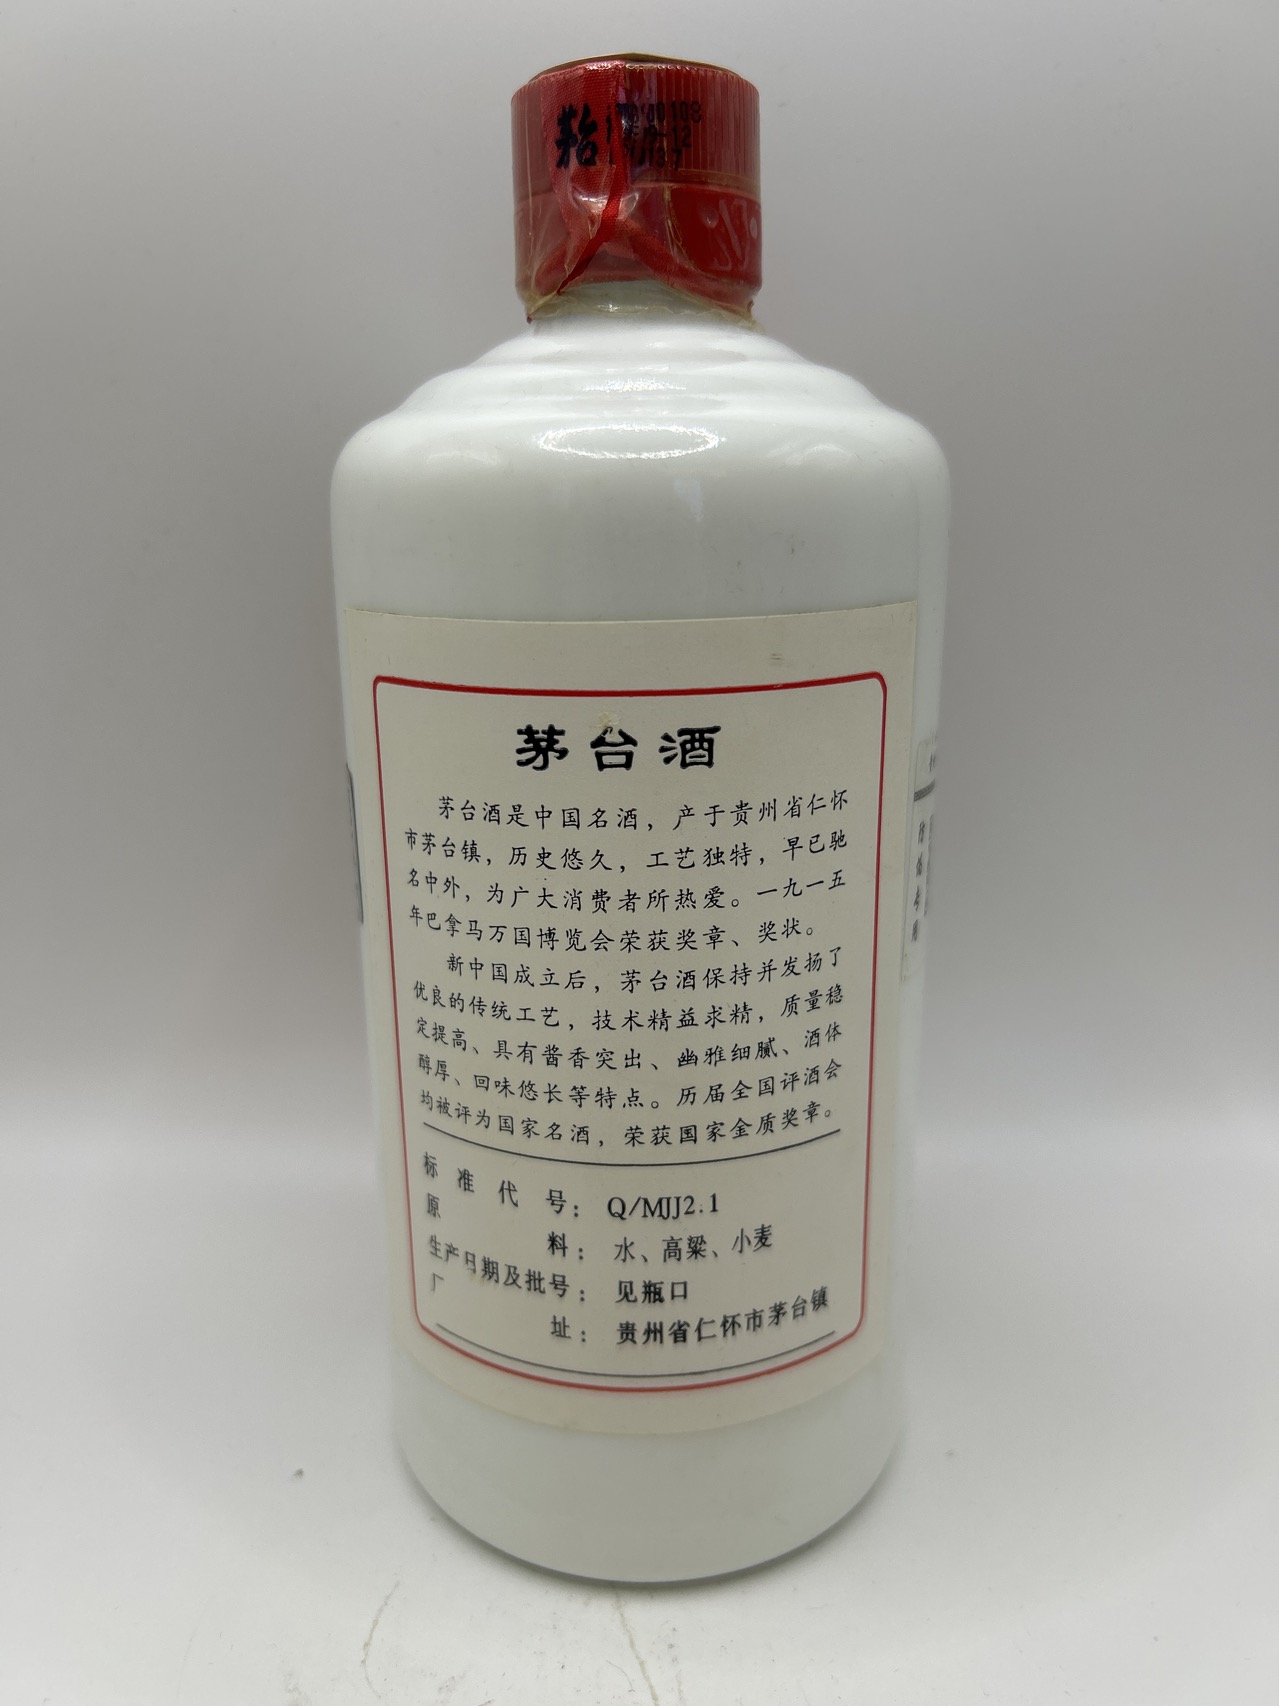 茅台
茅台酒
茅台酒是中国名酒，产于贵州省仁怀
市茅台镇，历史悠久，工艺独特，早已驰
名中外，为广大消费者所热爱。一九一五
年巴拿马万国博览会荣获奖章、奖状。
新中国成立后，茅台酒保持并发扬了
优良的传统工艺，技术精益求精，质量稳
定提高、具有酱香突出、幽雅细腻、酒体
醇厚、回味悠长等特点。历届全国评酒会
均被评为国家名酒，荣获国家金质奖章。
标准代号：Q/MJJ2.1
原料：水、高粱、小麦
生产日期及批号：见瓶口
厂址：贵州省仁怀市茅台镇